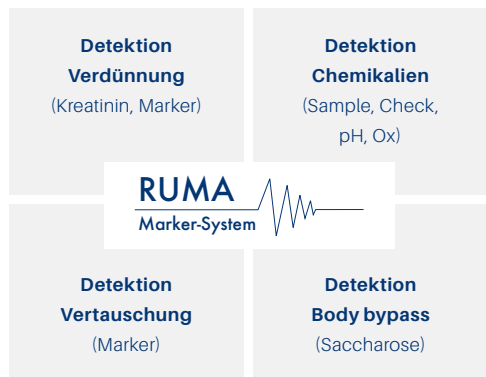 Detektion
Verdünnung
(Kreatinin, Marker)
Detektion
Chemikalien
(Sample, Check,
pH, Ox)
RUMA
Marker-System
Detektion
Vertauschung
(Marker)
Detektion
Body bypass
(Saccharose)